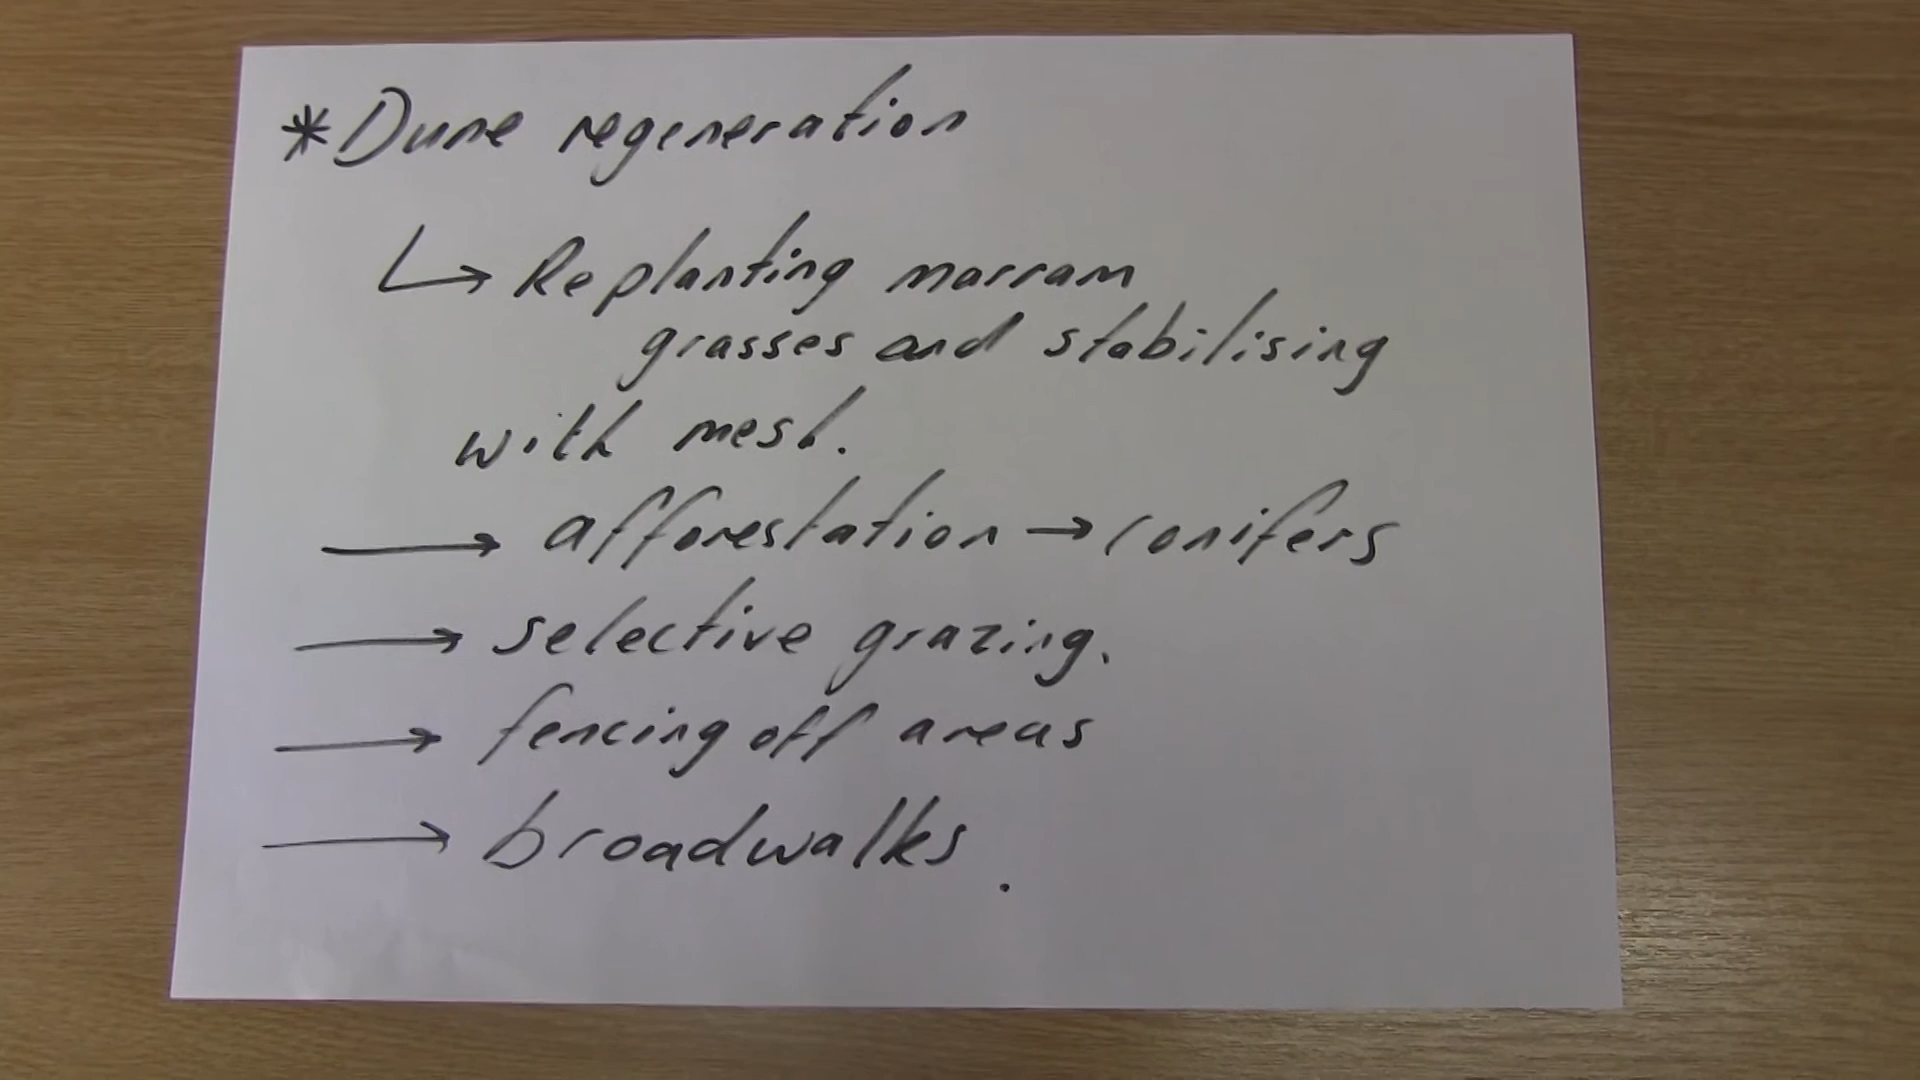 *Dune regeneration
↳ Replanting marram
grasses and stabilising
with mesh.
→ afforestation → conifers
→ selective grazing.
→ fencing off areas
→ broadwalks.